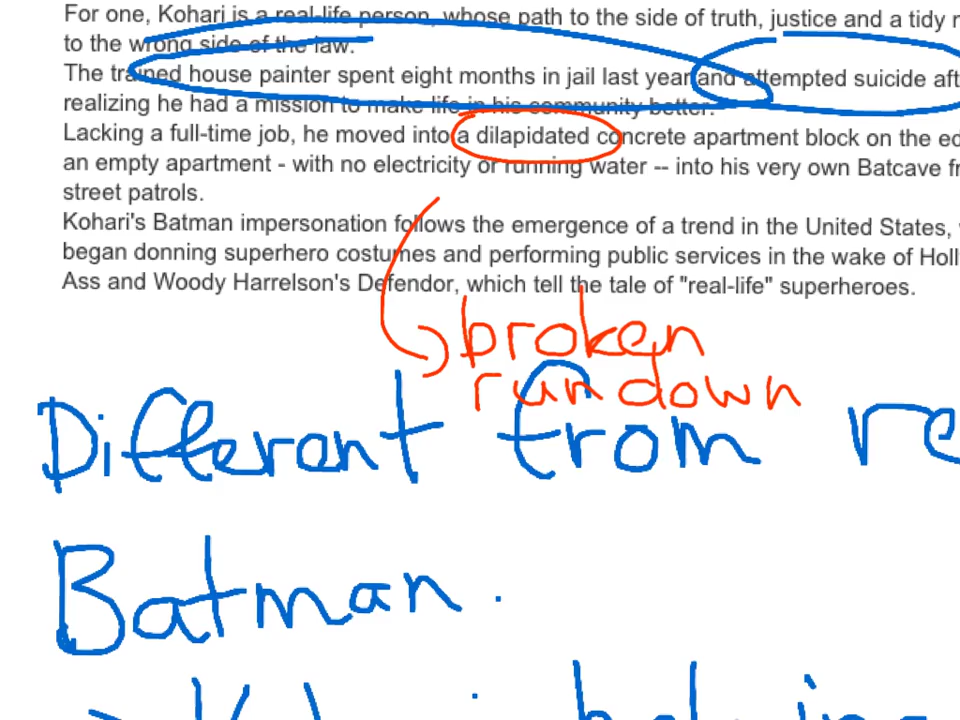 For one, Kohari is a real-life person, whose path to the side of truth, justice and a tidy
to the wrong side of the law.
The trained house painter spent eight months in jail last year and attempted suicide
realizing he had a mission to make life in his community better.
Lacking a full-time job, he moved into a dilapidated concrete apartment block on the
an empty apartment - with no electricity or running water -- into his very own Batcave
street patrols.
Kohari's Batman impersonation follows the emergence of a trend in the United States,
began donning superhero costumes and performing public services in the wake of
Ass and Woody Harrelson's Defendor, which tell the tale of "real-life" superheroes.
broken
run down
Different from
Batman.